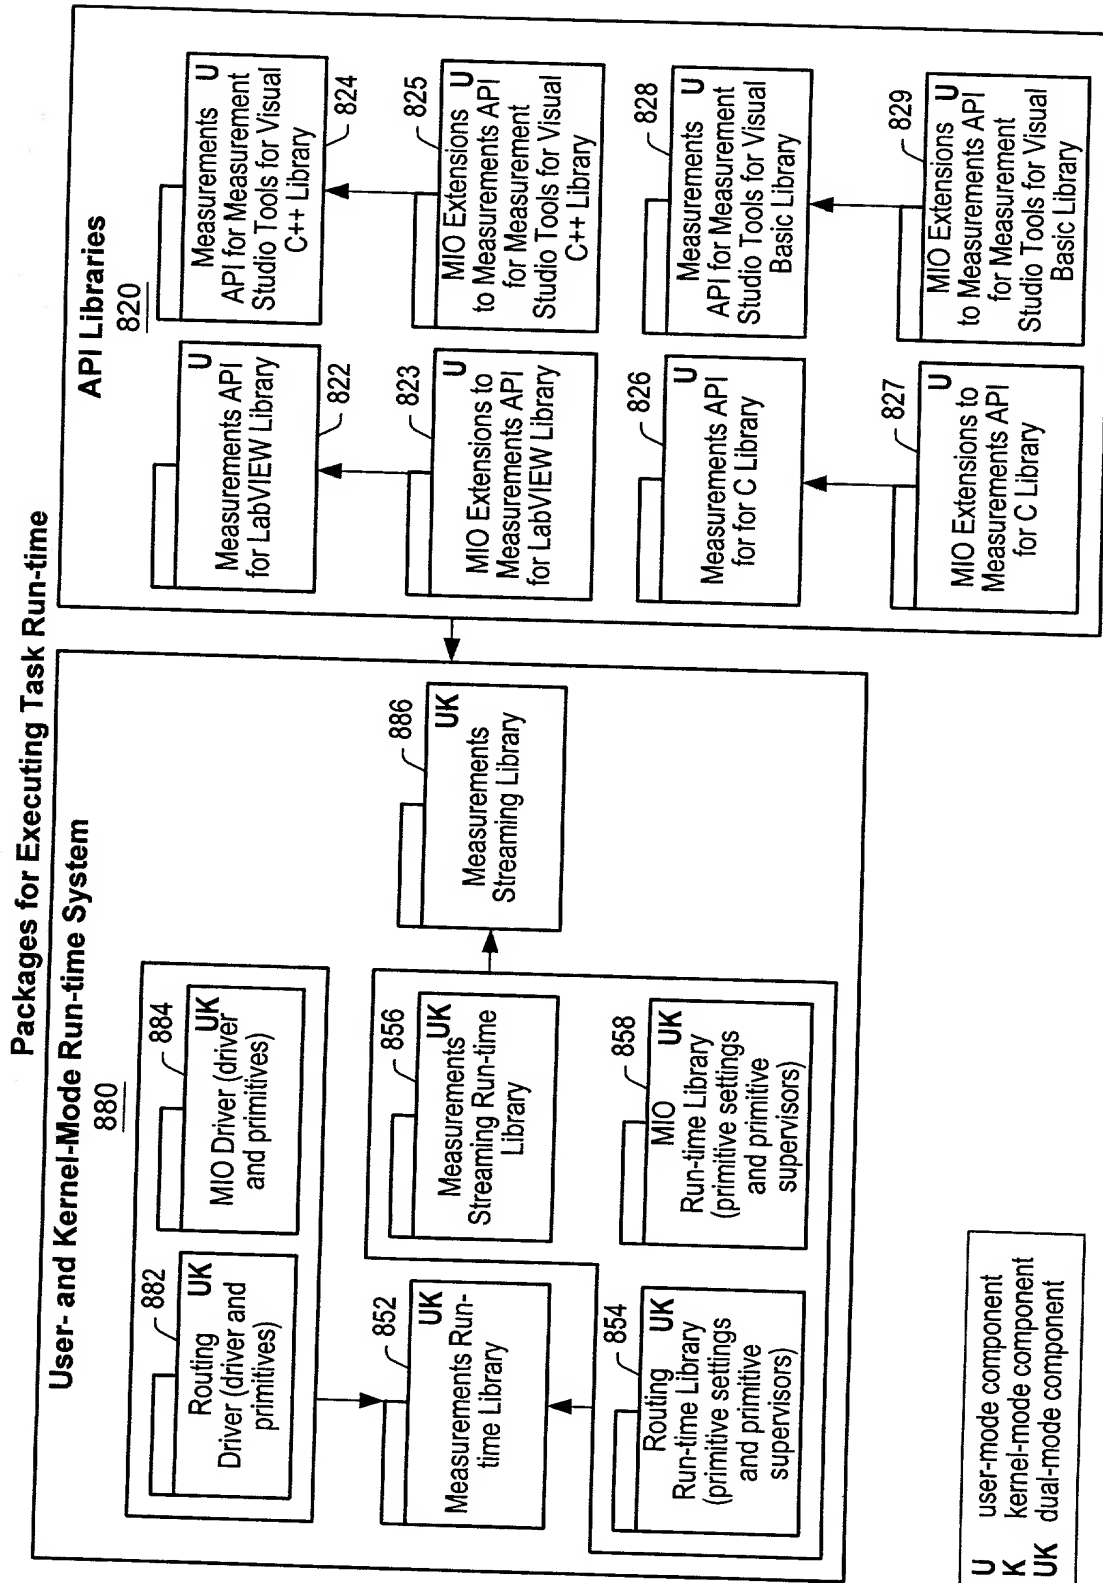 Packages for Executing Task Run-time
User- and Kernel-Mode Run-time System
880
882
Routing UK
Driver (driver and
primitives)
884
UK
MIO Driver (driver
and primitives)
852
UK
Measurements Run-
time Library
856
UK
Measurements
Streaming Run-time
Library
886
UK
Measurements
Streaming Library
854
Routing UK
Run-time Library
(primitive settings
and primitive
supervisors)
858
MIO UK
Run-time Library
(primitive settings
and primitive
supervisors)
API Libraries
820
U
Measurements API
for LabVIEW Library
822
Measurements U
API for Measurement
Studio Tools for Visual
C++ Library
824
823
U
MIO Extensions to
Measurements API
for LabVIEW Library
825
MIO Extensions U
to Measurements API
for Measurement
Studio Tools for Visual
C++ Library
826
U
Measurements API
for for C Library
828
Measurements U
API for Measurement
Studio Tools for Visual
Basic Library
827
U
MIO Extensions to
Measurements API
for C Library
829
MIO Extensions U
to Measurements API
for Measurement
Studio Tools for Visual
Basic Library
U user-mode component
K kernel-mode component
UK dual-mode component